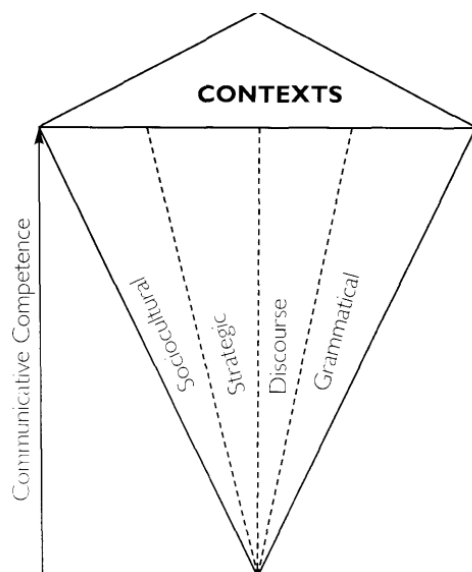 CONTEXTS
Communicative Competence
Sociocultural
Strategic
Discourse
Grammatical